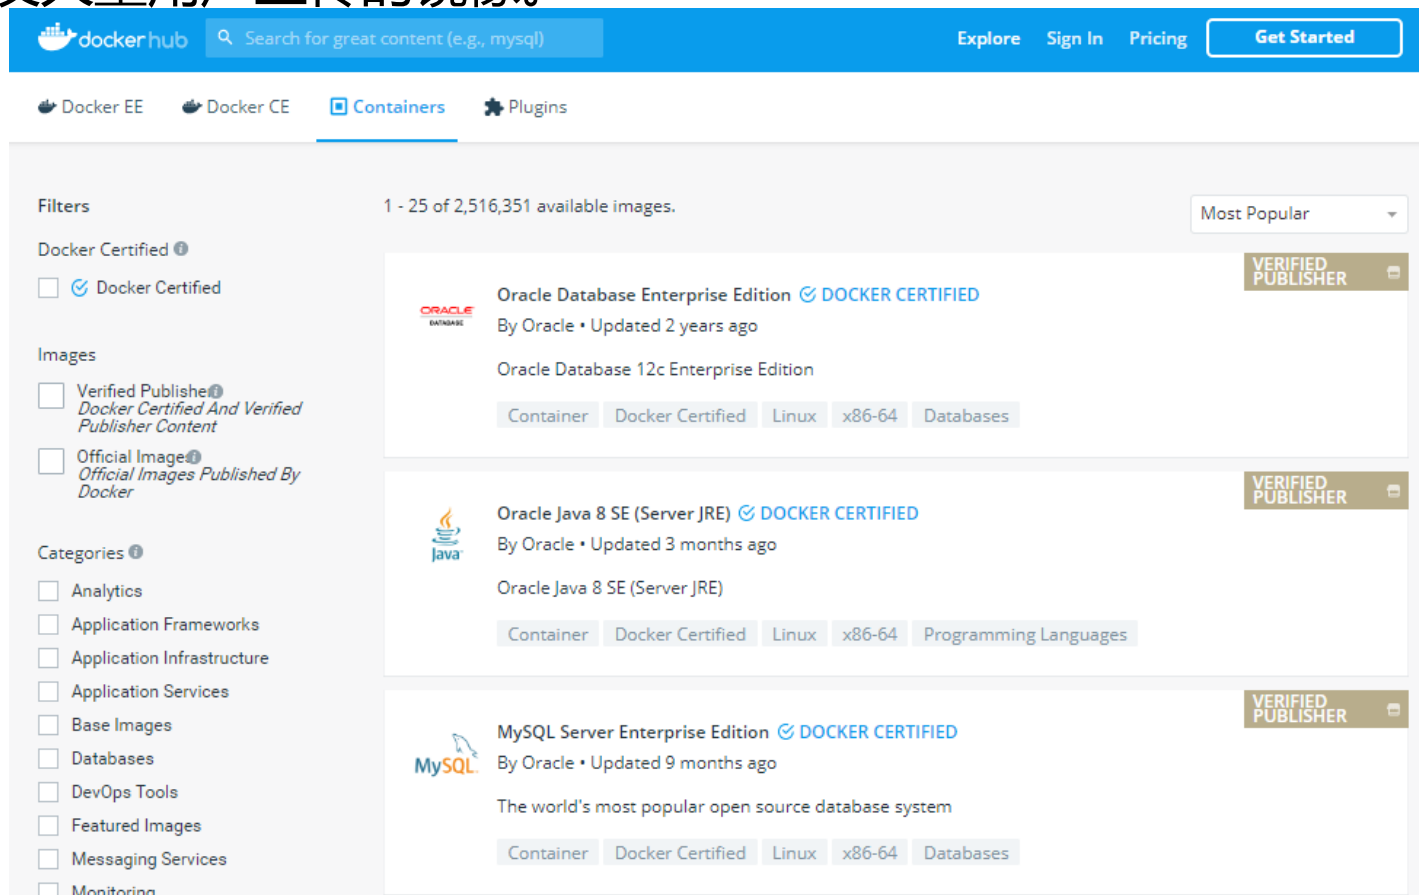 dockerhub
Search for great content (e.g., mysql)
Explore
Sign In
Pricing
Get Started
Docker EE
Docker CE
Containers
Plugins
Filters
1 - 25 of 2,516,351 available images.
Most Popular
Docker Certified
Docker Certified
Images
Verified Publisher
Docker Certified And Verified
Publisher Content
Official Images
Official Images Published By
Docker
Categories
Analytics
Application Frameworks
Application Infrastructure
Application Services
Base Images
Databases
DevOps Tools
Featured Images
Messaging Services
Monitoring
VERIFIED
PUBLISHER
ORACLE
DATABASE
Oracle Database Enterprise Edition DOCKER CERTIFIED
By Oracle • Updated 2 years ago
Oracle Database 12c Enterprise Edition
Container Docker Certified Linux x86-64 Databases
VERIFIED
PUBLISHER
Java
Oracle Java 8 SE (Server JRE) DOCKER CERTIFIED
By Oracle • Updated 3 months ago
Oracle Java 8 SE (Server JRE)
Container Docker Certified Linux x86-64 Programming Languages
VERIFIED
PUBLISHER
MySQL
MySQL Server Enterprise Edition DOCKER CERTIFIED
By Oracle • Updated 9 months ago
The world's most popular open source database system
Container Docker Certified Linux x86-64 Databases